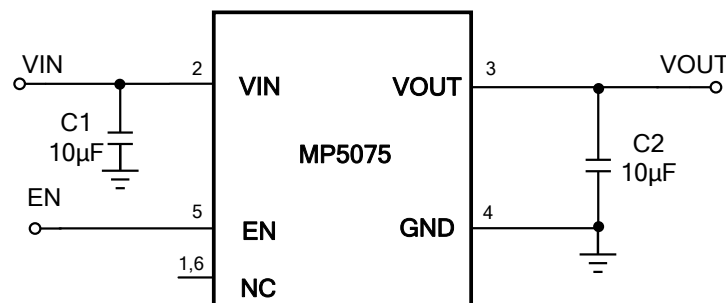 VIN
2
VIN
C1
10µF
EN
5
EN
1,6
NC
MP5075
VOUT
3
VOUT
C2
10µF
GND
4